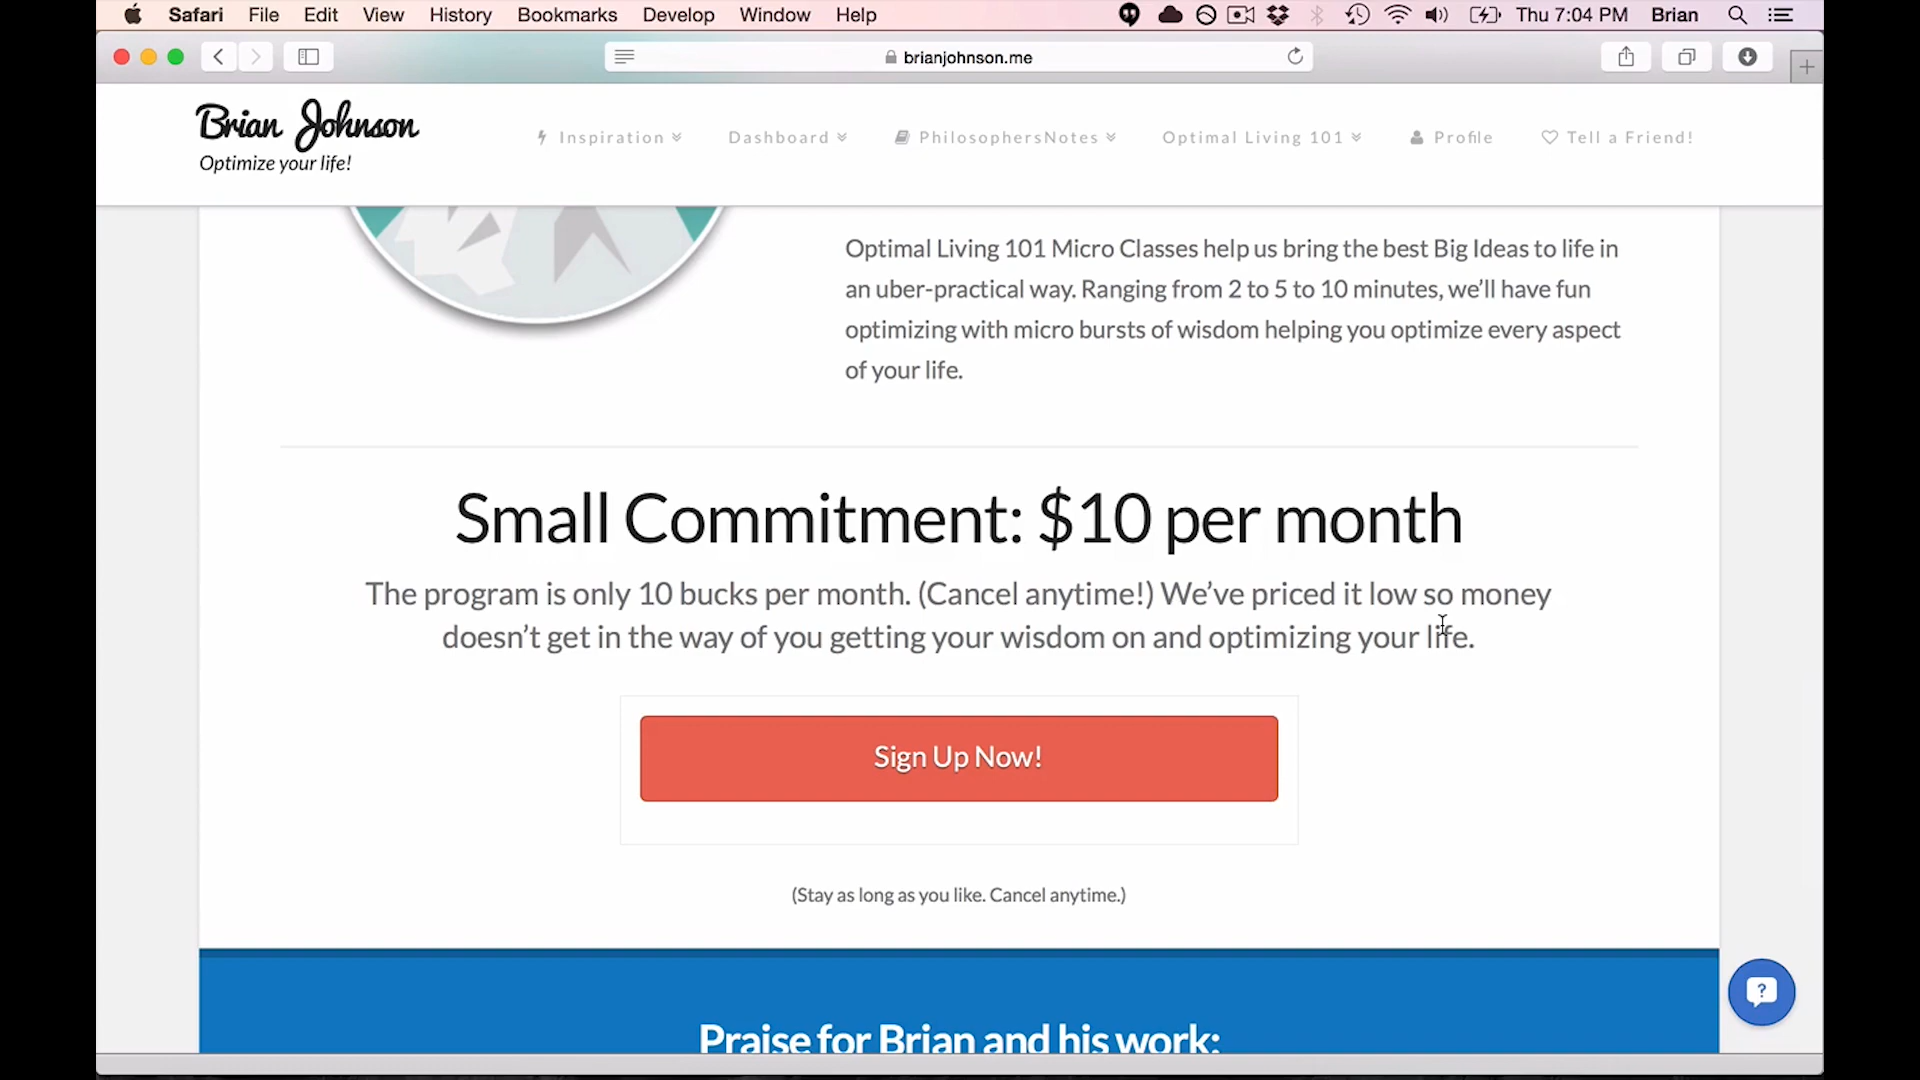 Safari File Edit View History Bookmarks Develop Window Help Thu 7:04 PM Brian
brianjohnson.me
Brian Johnson
Optimize your life!
Inspiration Dashboard PhilosophersNotes Optimal Living 101 Profile Tell a Friend!
Optimal Living 101 Micro Classes help us bring the best Big Ideas to life in
an uber-practical way. Ranging from 2 to 5 to 10 minutes, we’ll have fun
optimizing with micro bursts of wisdom helping you optimize every aspect
of your life.
Small Commitment: $10 per month
The program is only 10 bucks per month. (Cancel anytime!) We’ve priced it low so money
doesn’t get in the way of you getting your wisdom on and optimizing your life.
Sign Up Now!
(Stay as long as you like. Cancel anytime.)
Praise for Brian and his work: